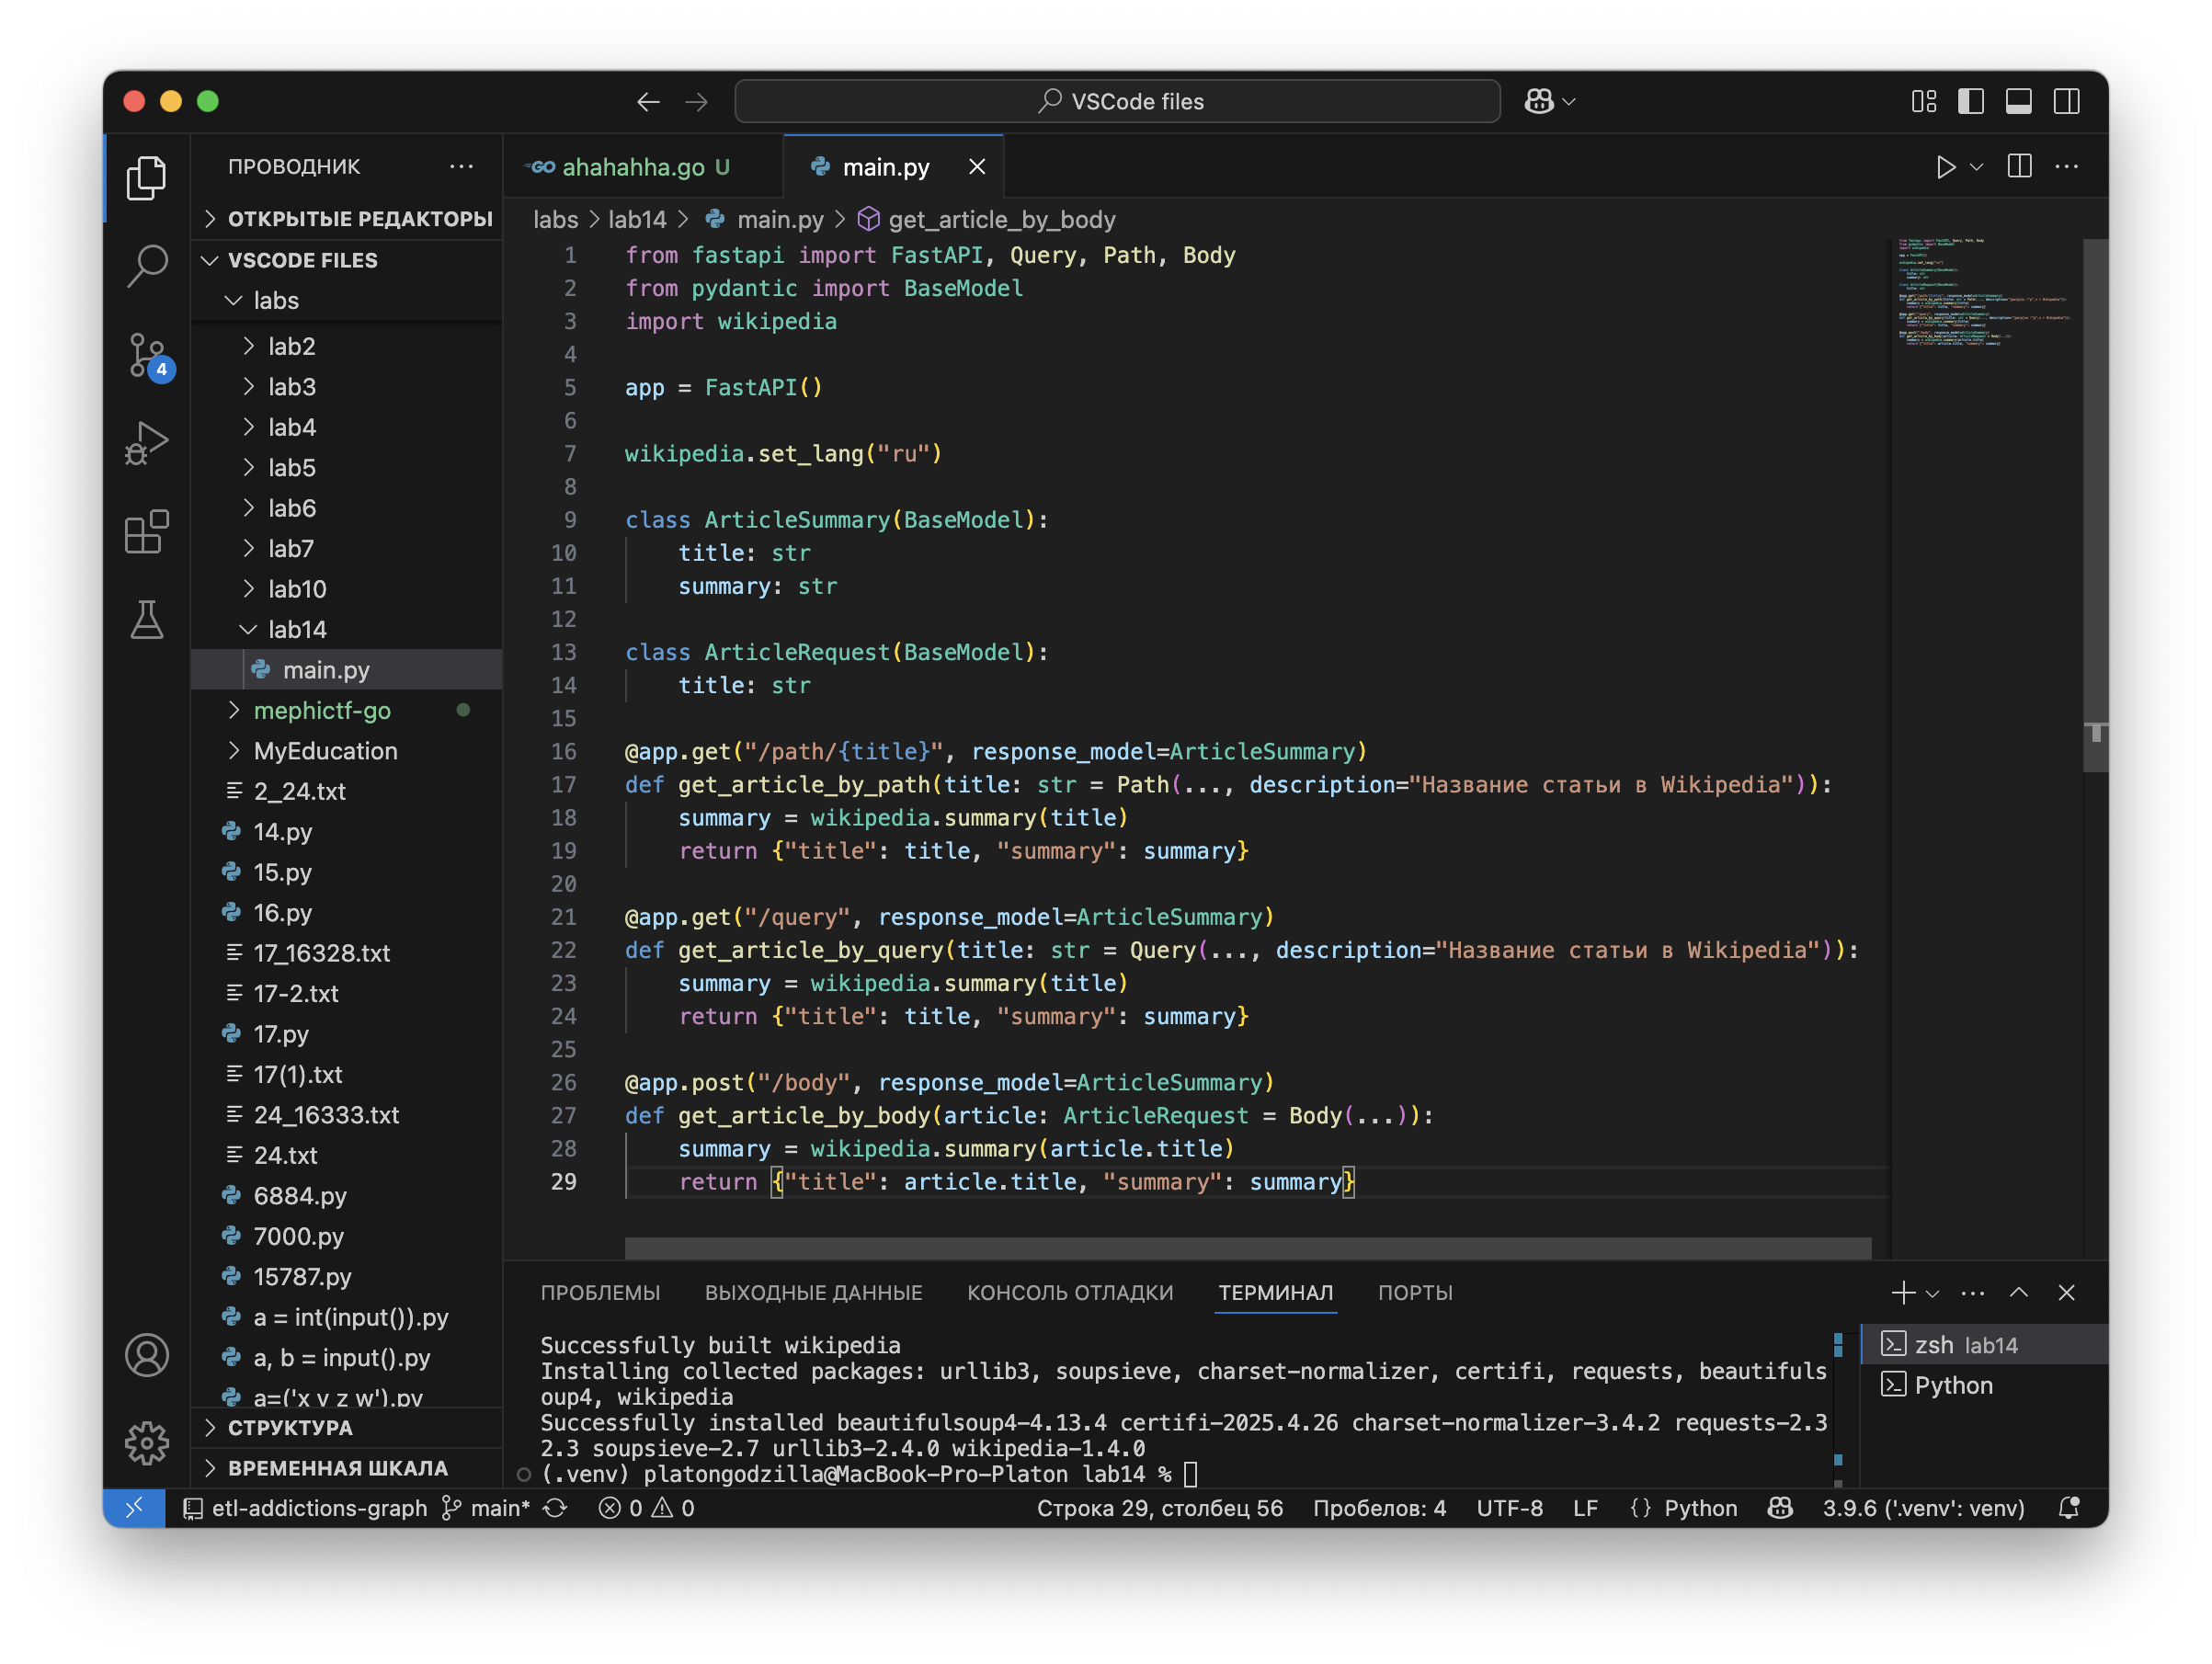 VSCode files
ПРОВОДНИК
ahahahha.go U
main.py
ОТКРЫТЫЕ РЕДАКТОРЫ
labs > lab14 > main.py > get_article_by_body
VSCODE FILES
labs
lab2
lab3
lab4
lab5
lab6
lab7
lab10
lab14
main.py
mephictf-go
MyEducation
2_24.txt
14.py
15.py
16.py
17_16328.txt
17-2.txt
17.py
17(1).txt
24_16333.txt
24.txt
6884.py
7000.py
15787.py
a = int(input()).py
a, b = input().py
a=('x y z w').py
СТРУКТУРА
ВРЕМЕННАЯ ШКАЛА
4
1 from fastapi import FastAPI, Query, Path, Body
2 from pydantic import BaseModel
3 import wikipedia
4
5 app = FastAPI()
6
7 wikipedia.set_lang("ru")
8
9 class ArticleSummary(BaseModel):
10     title: str
11     summary: str
12
13 class ArticleRequest(BaseModel):
14     title: str
15
16 @app.get("/path/{title}", response_model=ArticleSummary)
17 def get_article_by_path(title: str = Path(..., description="Название статьи в Wikipedia")):
18     summary = wikipedia.summary(title)
19     return {"title": title, "summary": summary}
20
21 @app.get("/query", response_model=ArticleSummary)
22 def get_article_by_query(title: str = Query(..., description="Название статьи в Wikipedia")):
23     summary = wikipedia.summary(title)
24     return {"title": title, "summary": summary}
25
26 @app.post("/body", response_model=ArticleSummary)
27 def get_article_by_body(article: ArticleRequest = Body(...)):
28     summary = wikipedia.summary(article.title)
29     return {"title": article.title, "summary": summary}
ПРОБЛЕМЫ ВЫХОДНЫЕ ДАННЫЕ КОНСОЛЬ ОТЛАДКИ ТЕРМИНАЛ ПОРТЫ
Successfully built wikipedia
Installing collected packages: urllib3, soupsieve, charset-normalizer, certifi, requests, beautifuls
oup4, wikipedia
Successfully installed beautifulsoup4-4.13.4 certifi-2025.4.26 charset-normalizer-3.4.2 requests-2.3
2.3 soupsieve-2.7 urllib3-2.4.0 wikipedia-1.4.0
(.venv) platongodzilla@MacBook-Pro-Platon lab14 %
zsh lab14
Python
etl-addictions-graph main* 0 0 Строка 29, столбец 56 Пробелов: 4 UTF-8 LF {} Python 3.9.6 ('.venv': venv)